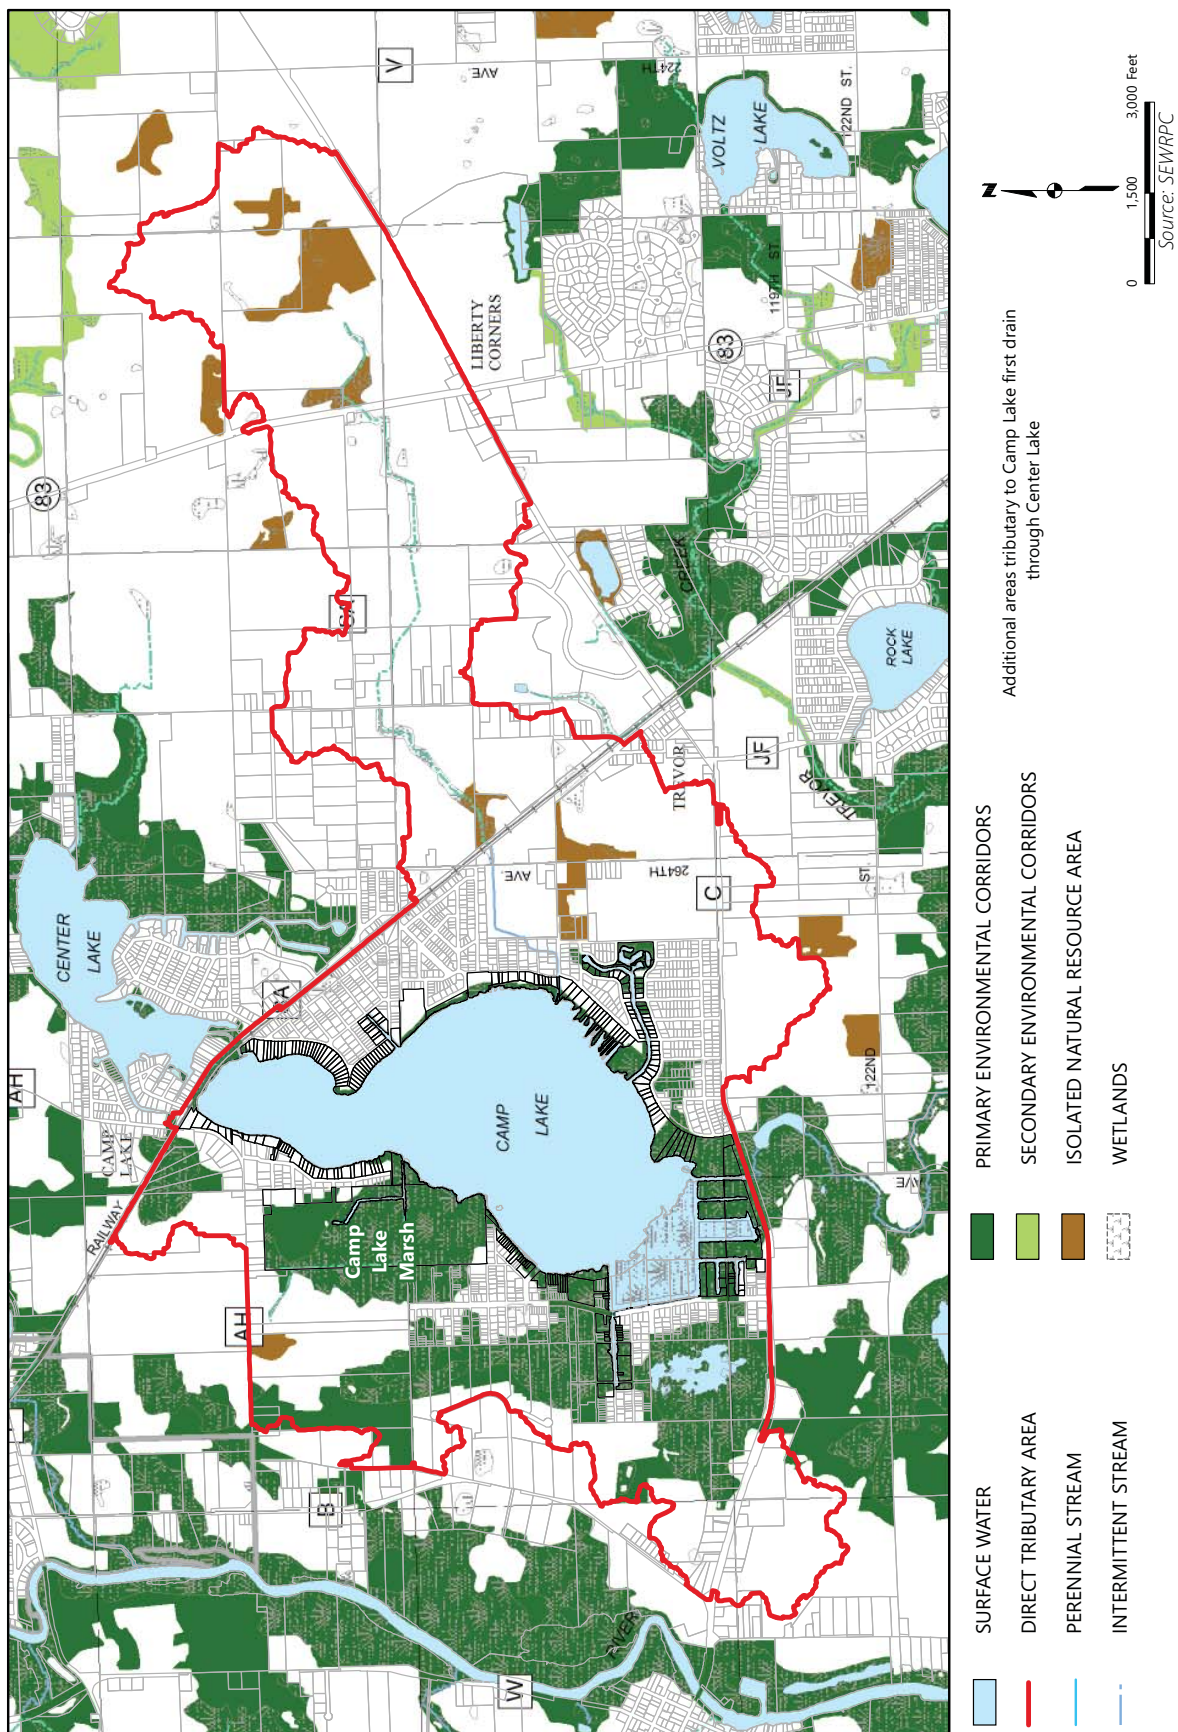 RAILWAY
AH
CAMP
LAKE
CENTER
LAKE
83
V
AVE.
224TH
AH
B
W
RIVER
Camp
Lake
Marsh
CAMP
LAKE
AVE.
264TH
LIBERTY
CORNERS
TREVOR
C
CREEK
VOLTZ
LAKE
122ND ST.
119TH ST
83
JF
JF
TREVOR
ROCK
LAKE
122ND
ST.
AVE
SURFACE WATER
DIRECT TRIBUTARY AREA
PERENNIAL STREAM
INTERMITTENT STREAM
PRIMARY ENVIRONMENTAL CORRIDORS
SECONDARY ENVIRONMENTAL CORRIDORS
ISOLATED NATURAL RESOURCE AREA
WETLANDS
Additional areas tributary to Camp Lake first drain
through Center Lake
N
0 1,500 3,000 Feet
Source: SEWRPC